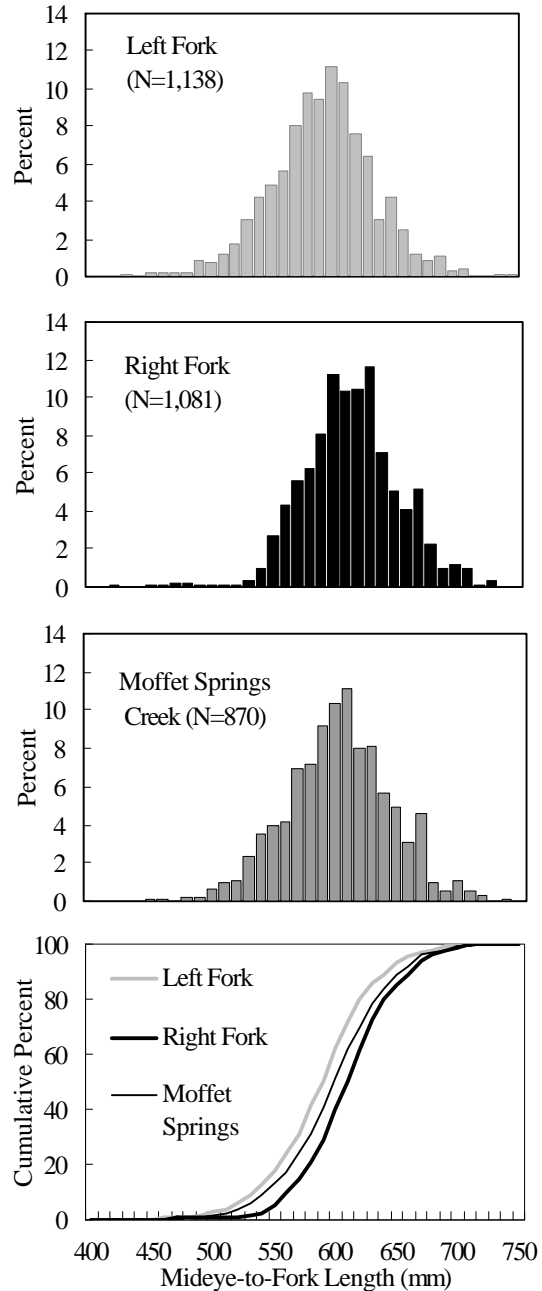 14
12
10
8
6
4
2
0
Percent
Left Fork
(N=1,138)
14
12
10
8
6
4
2
0
Percent
Right Fork
(N=1,081)
14
12
10
8
6
4
2
0
Percent
Moffet Springs
Creek (N=870)
100
80
60
40
20
0
Cumulative Percent
Left Fork
Right Fork
Moffet
Springs
400 450 500 550 600 650 700 750
Mideye-to-Fork Length (mm)